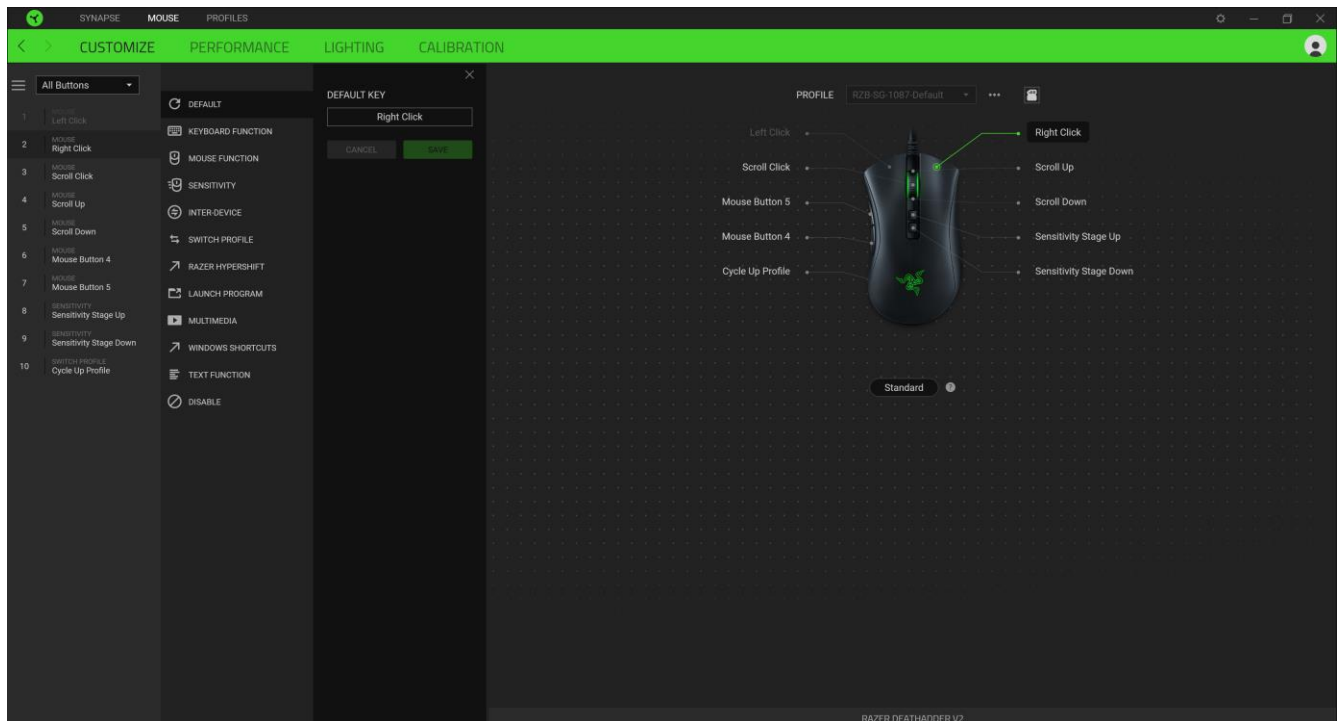 SYNAPSE MOUSE PROFILES
CUSTOMIZE PERFORMANCE LIGHTING CALIBRATION
All Buttons
1 MOUSE
Left Click
2 MOUSE
Right Click
3 MOUSE
Scroll Click
4 MOUSE
Scroll Up
5 MOUSE
Scroll Down
6 MOUSE
Mouse Button 4
7 MOUSE
Mouse Button 5
8 SENSITIVITY
Sensitivity Stage Up
9 SENSITIVITY
Sensitivity Stage Down
10 SWITCH PROFILE
Cycle Up Profile
DEFAULT
KEYBOARD FUNCTION
MOUSE FUNCTION
SENSITIVITY
INTER-DEVICE
SWITCH PROFILE
RAZER HYPERSHIFT
LAUNCH PROGRAM
MULTIMEDIA
WINDOWS SHORTCUTS
TEXT FUNCTION
DISABLE
DEFAULT KEY
Right Click
CANCEL SAVE
PROFILE RZB-SG-1087-Default
Left Click
Scroll Click
Mouse Button 5
Mouse Button 4
Cycle Up Profile
Right Click
Scroll Up
Scroll Down
Sensitivity Stage Up
Sensitivity Stage Down
Standard ?
RAZER DEATHADDER V2